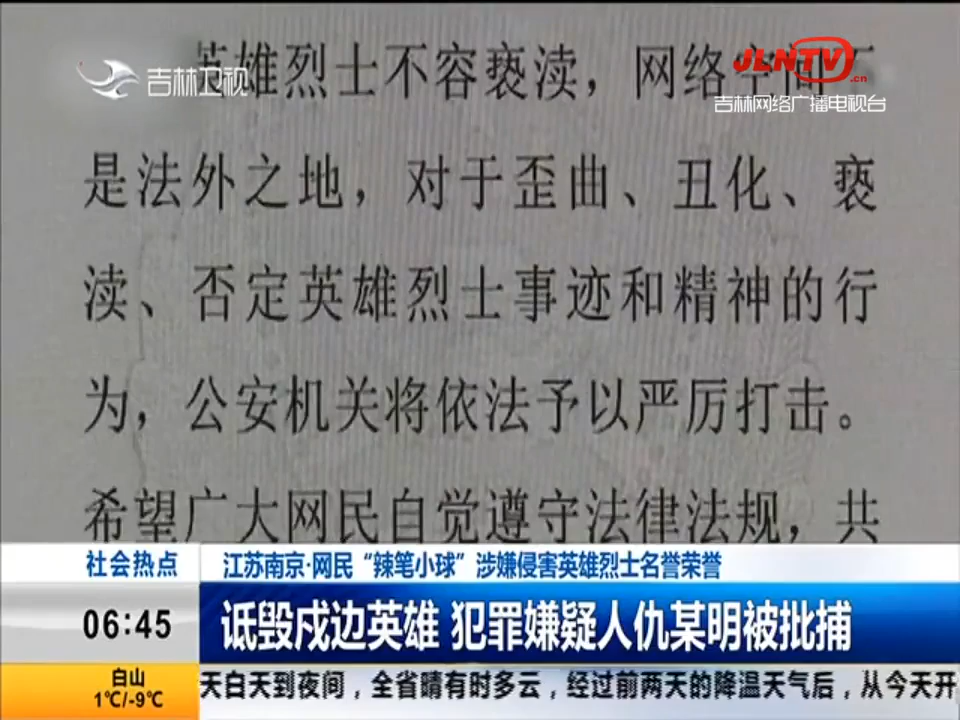 吉林卫视
JLNTV.cn
吉林网络广播电视台
英雄烈士不容亵渎，网络空间不
是法外之地，对于歪曲、丑化、亵
渎、否定英雄烈士事迹和精神的行
为，公安机关将依法予以严厉打击。
希望广大网民自觉遵守法律法规，共
社会热点
江苏南京·网民“辣笔小球”涉嫌侵害英雄烈士名誉荣誉
06:45
诋毁戍边英雄 犯罪嫌疑人仇某明被批捕
白山
1℃/-9℃
天白天到夜间，全省晴有时多云，经过前两天的降温天气后，从今天开